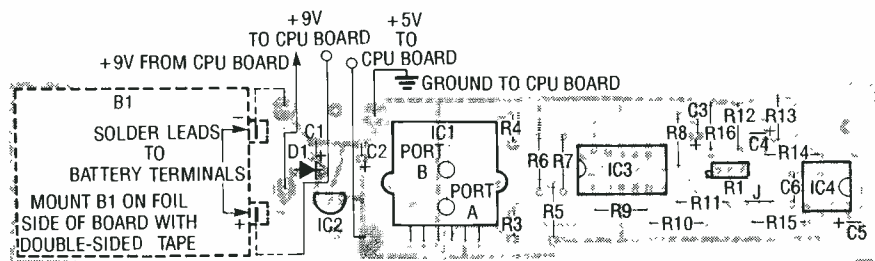 +9V
TO CPU BOARD
+5V
TO
CPU BOARD
+9V FROM CPU BOARD
GROUND TO CPU BOARD
B1
SOLDER LEADS
TO
BATTERY TERMINALS
MOUNT B1 ON FOIL
SIDE OF BOARD WITH
DOUBLE-SIDED TAPE
−
+
C1
+
D1
IC2
C2
+
IC1
PORT
B
PORT
A
R4
R3
R6
R7
R5
IC3
R9
R8
C3
+
R16
R12
C4
R13
R14
R1
R11
J
R10
R15
C6
IC4
+
C5